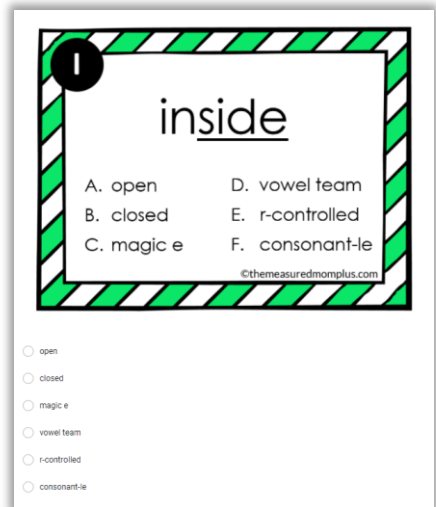 1
inside
A. open
B. closed
C. magic e
D. vowel team
E. r-controlled
F. consonant-le
©themeasuredmomplus.com
open
closed
magic e
vowel team
r-controlled
consonant-le